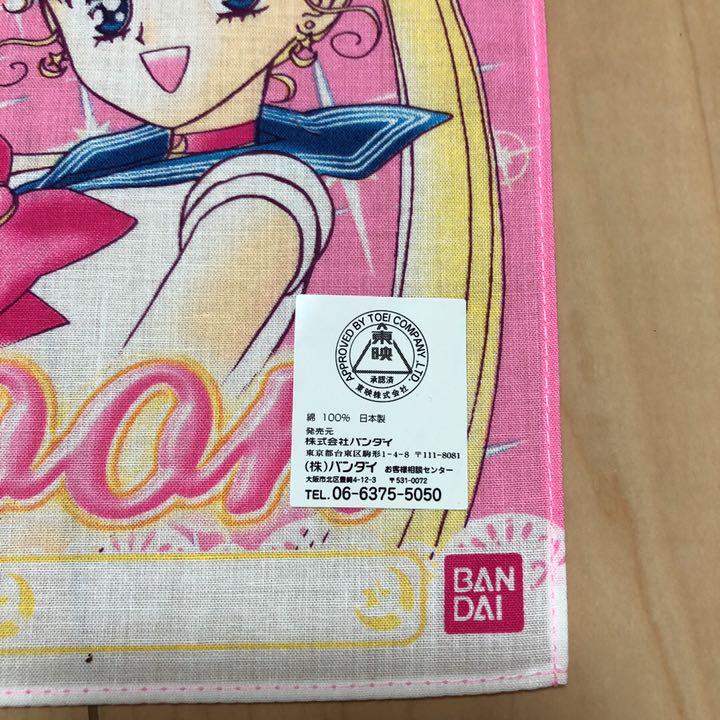 APPROVED BY TOEI COMPANY, LTD.
東映
承認済
東映株式会社
綿 100% 日本製
発売元
株式会社バンダイ
東京都台東区駒形1-4-8 〒111-8081
(株)バンダイ お客様相談センター
大阪市北区豊崎4-12-3 〒531-0072
TEL.06-6375-5050
oon
BAN
DAI